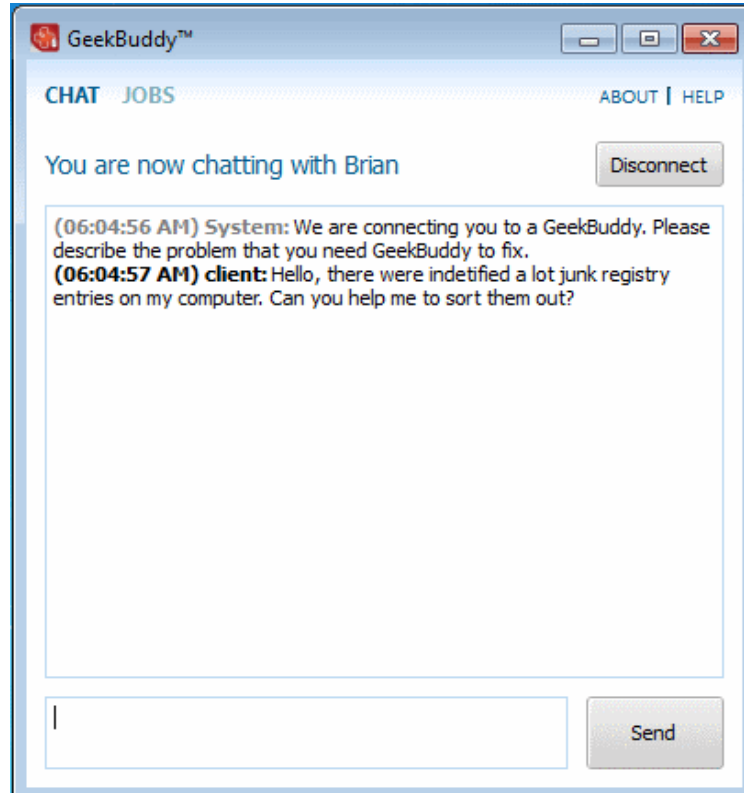 GeekBuddy™
CHAT JOBS ABOUT | HELP
You are now chatting with Brian Disconnect
(06:04:56 AM) System: We are connecting you to a GeekBuddy. Please
describe the problem that you need GeekBuddy to fix.
(06:04:57 AM) client: Hello, there were indetified a lot junk registry
entries on my computer. Can you help me to sort them out?
Send